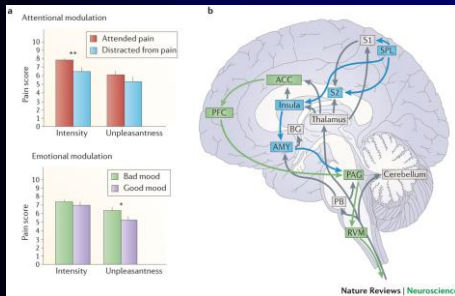 a
Attentional modulation
Attended pain
Distracted from pain
Pain score
10
9
8
7
6
5
4
3
2
1
0
**
Intensity
Unpleasantness
Emotional modulation
Bad mood
Good mood
Pain score
10
9
8
7
6
5
4
3
2
1
0
*
Intensity
Unpleasantness
b
S1
SPL
ACC
S2
Insula
PFC
Thalamus
BG
AMY
PAG
Cerebellum
PB
RVM
Nature Reviews | Neuroscience